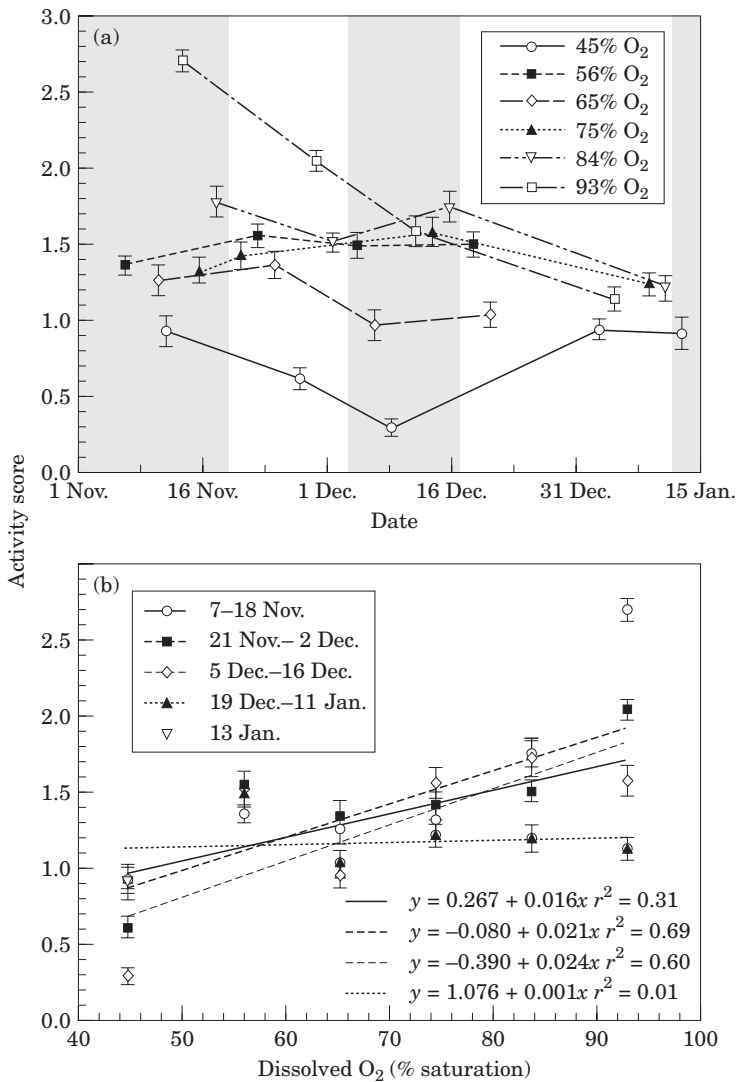 3.0
(a)
45% O2
56% O2
65% O2
75% O2
84% O2
93% O2
2.5
2.0
1.5
1.0
0.5
0.0
1 Nov.
16 Nov.
1 Dec.
16 Dec.
31 Dec.
15 Jan.
Date
Activity score
(b)
7–18 Nov.
21 Nov.– 2 Dec.
5 Dec.–16 Dec.
19 Dec.–11 Jan.
13 Jan.
2.5
2.0
1.5
1.0
0.5
0.0
y = 0.267 + 0.016x r2 = 0.31
y = –0.080 + 0.021x r2 = 0.69
y = –0.390 + 0.024x r2 = 0.60
y = 1.076 + 0.001x r2 = 0.01
40
50
60
70
80
90
100
Dissolved O2 (% saturation)